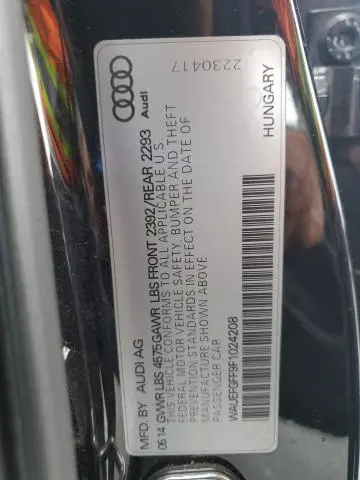 MFD. BY AUDI AG
06 14 GVWR LBS 4575 GAWR LBS FRONT 2392/REAR 2293
THIS VEHICLE CONFORMS TO ALL APPLICABLE U.S.
FEDERAL MOTOR VEHICLE SAFETY, BUMPER AND THEFT
PREVENTION STANDARDS IN EFFECT ON THE DATE OF
MANUFACTURE SHOWN ABOVE
PASSENGER CAR
WAUEFGFF9F1024208
HUNGARY
Audi
2230417